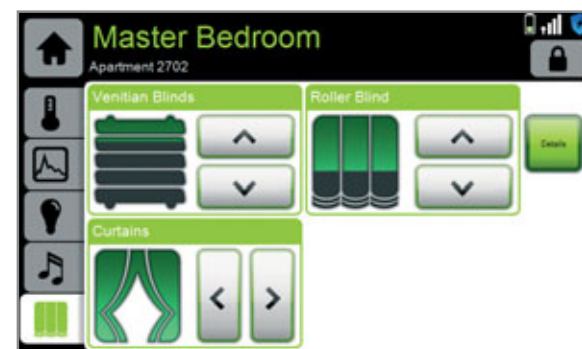 Master Bedroom
Apartment 2702
Venitian Blinds
Roller Blind
Details
Curtains